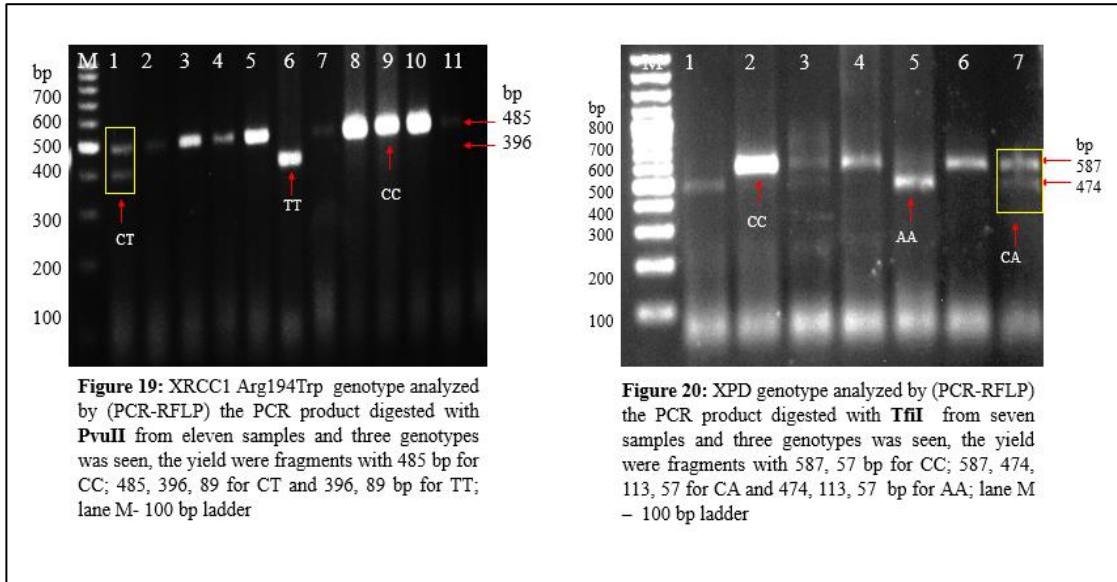 M 1 2 3 4 5 6 7 8 9 10 11
bp
700
600
500
400
300
200
100
bp
485
396
CT
TT
CC
Figure 19: XRCC1 Arg194Trp genotype analyzed
by (PCR-RFLP) the PCR product digested with
PvuII from eleven samples and three genotypes
was seen, the yield were fragments with 485 bp for
CC; 485, 396, 89 for CT and 396, 89 bp for TT;
lane M- 100 bp ladder
M 1 2 3 4 5 6 7
bp
800
700
600
500
400
300
200
100
bp
587
474
CC
AA
CA
Figure 20: XPD genotype analyzed by (PCR-RFLP)
the PCR product digested with TfiI from seven
samples and three genotypes was seen, the yield
were fragments with 587, 57 bp for CC; 587, 474,
113, 57 for CA and 474, 113, 57 bp for AA; lane M
– 100 bp ladder